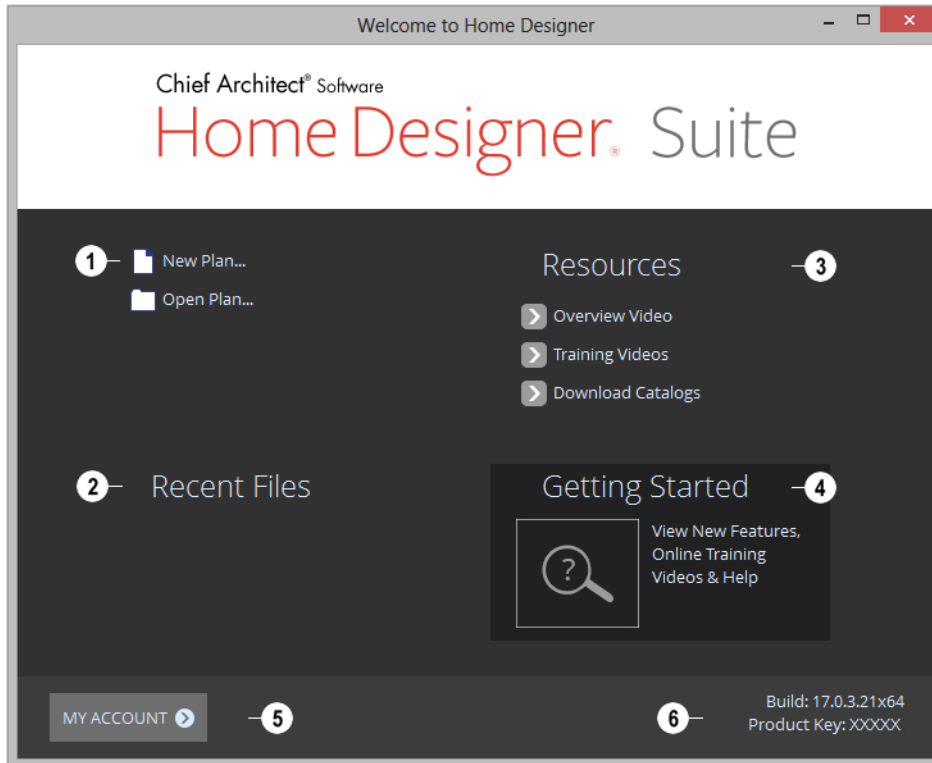 Welcome to Home Designer
Chief Architect® Software
Home Designer® Suite
1
New Plan...
Open Plan...
Resources
3
Overview Video
Training Videos
Download Catalogs
2
Recent Files
Getting Started
4
View New Features,
Online Training
Videos & Help
?
MY ACCOUNT
5
6
Build: 17.0.3.21x64
Product Key: XXXXX